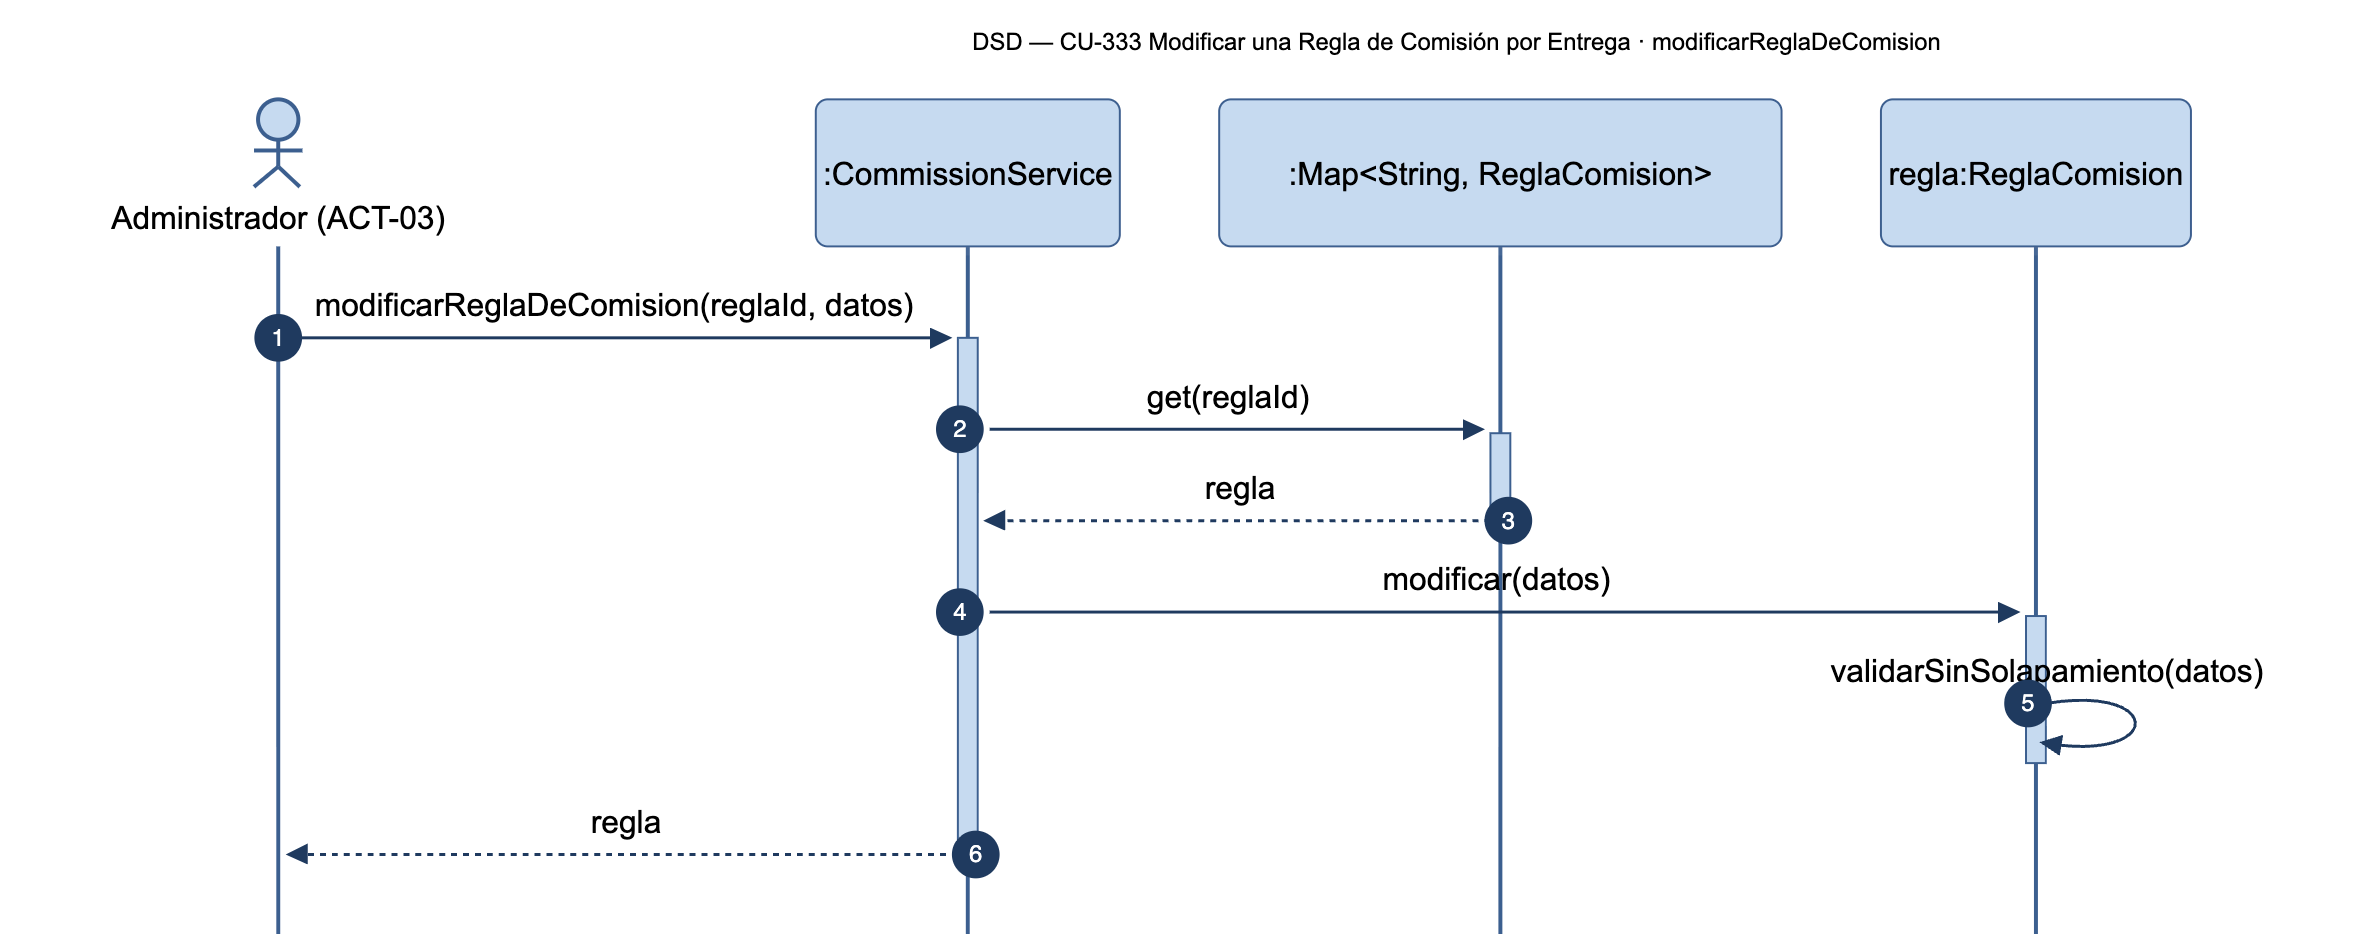 DSD — CU-333 Modificar una Regla de Comisión por Entrega · modificarReglaDeComision
Administrador (ACT-03)
:CommissionService
:Map<String, ReglaComision>
regla:ReglaComision
modificarReglaDeComision(reglaId, datos)
1
get(reglaId)
2
regla
3
modificar(datos)
4
validarSinSolapamiento(datos)
5
regla
6